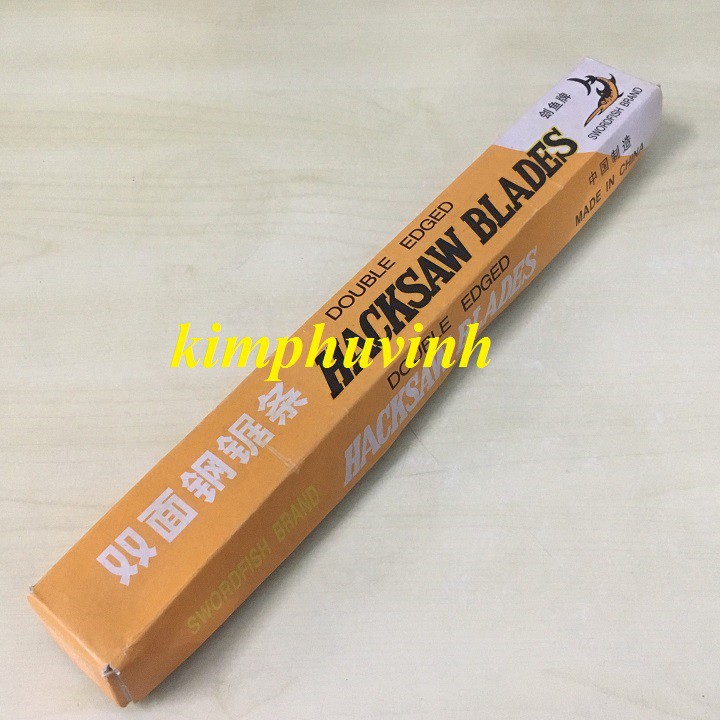 双面钢锯条
DOUBLE EDGED
HACKSAW BLADES
剑鱼牌
SWORDFISH BRAND
SWORDFISH BRAND
DOUBLE EDGED
HACKSAW BLADES
中国制造
MADE IN CHINA
kimphuvinh